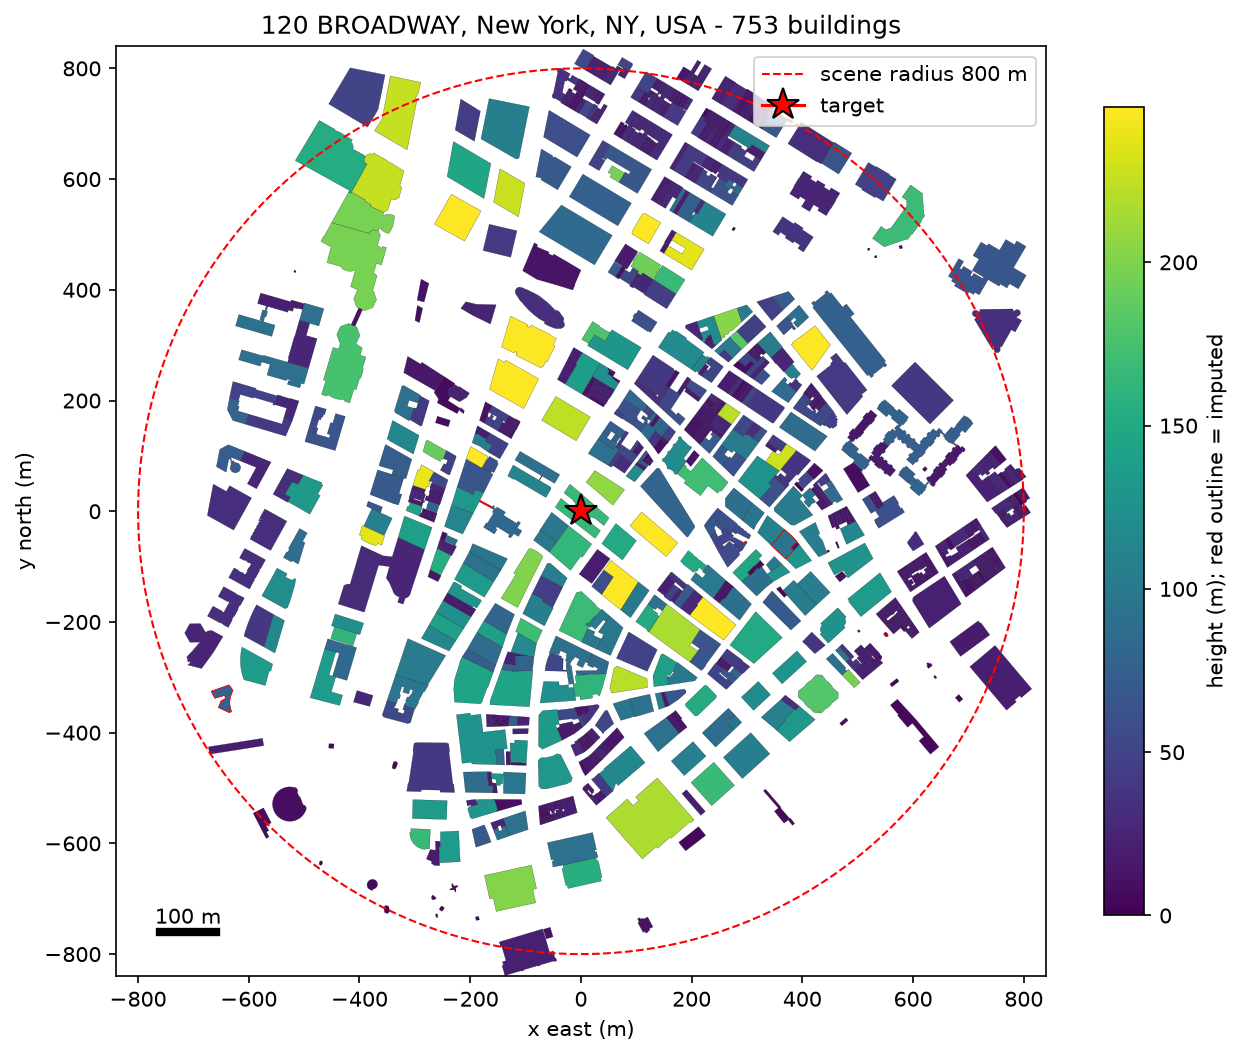 120 BROADWAY, New York, NY, USA - 753 buildings
scene radius 800 m
target
800
600
400
200
0
−200
−400
−600
−800
y north (m)
100 m
−800 −600 −400 −200 0 200 400 600 800
x east (m)
200
150
100
50
0
height (m); red outline = imputed